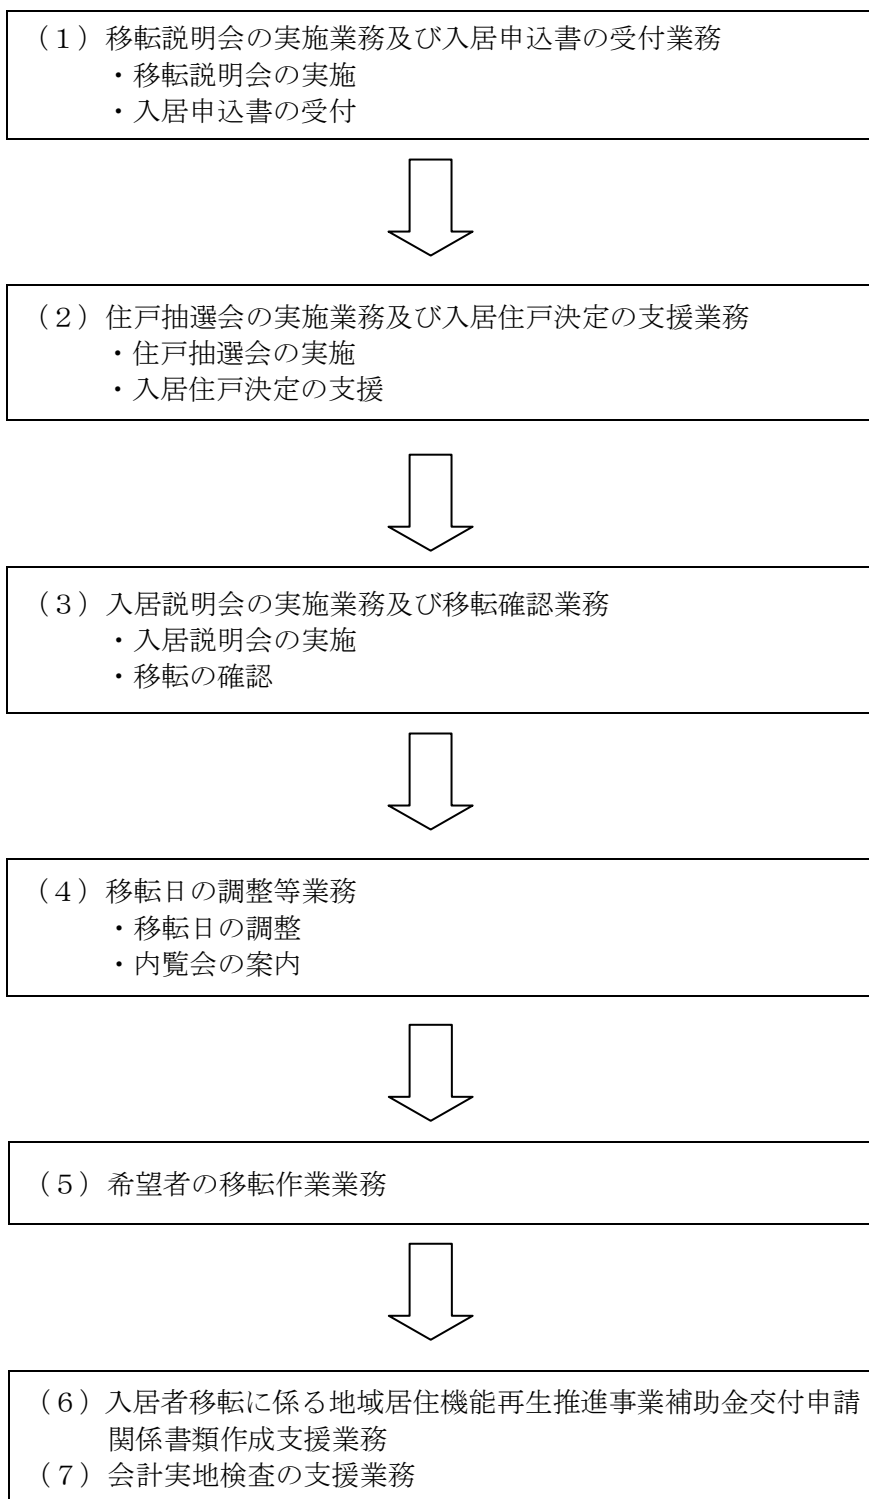 （１）移転説明会の実施業務及び入居申込書の受付業務
・移転説明会の実施
・入居申込書の受付
（２）住戸抽選会の実施業務及び入居住戸決定の支援業務
・住戸抽選会の実施
・入居住戸決定の支援
（３）入居説明会の実施業務及び移転確認業務
・入居説明会の実施
・移転の確認
（４）移転日の調整等業務
・移転日の調整
・内覧会の案内
（５）希望者の移転作業業務
（６）入居者移転に係る地域居住機能再生推進事業補助金交付申請
関係書類作成支援業務
（７）会計実地検査の支援業務